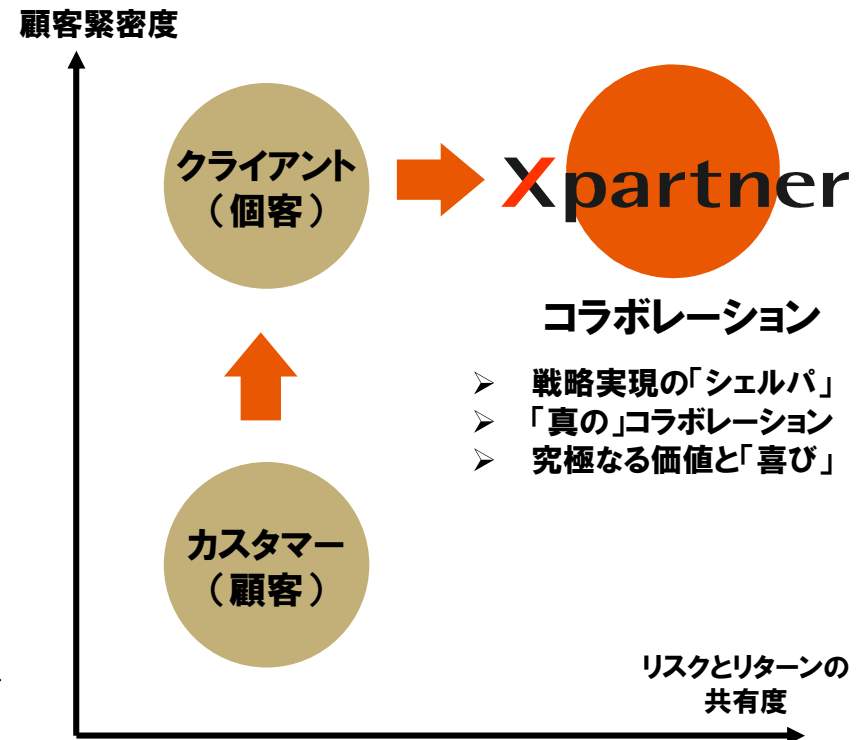 顧客緊密度
クライアント
（個客）
Xpartner
コラボレーション
➢ 戦略実現の「シェルパ」
➢ 「真の」コラボレーション
➢ 究極なる価値と「喜び」
カスタマー
（顧客）
リスクとリターンの
共有度